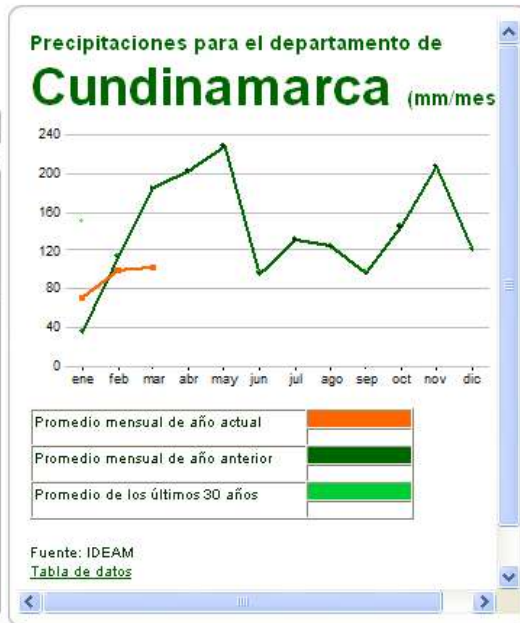 Precipitaciones para el departamento de
Cundinamarca (mm/mes
240
200
160
120
80
40
0
ene feb mar abr may jun jul ago sep oct nov dic
Promedio mensual de año actual
Promedio mensual de año anterior
Promedio de los últimos 30 años
Fuente: IDEAM
Tabla de datos